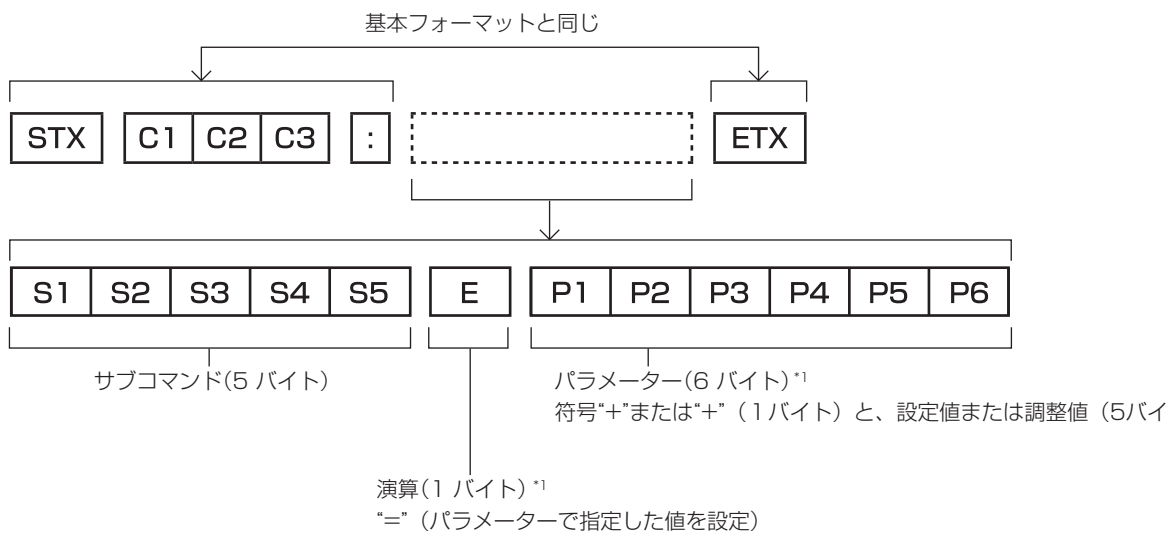 基本フォーマットと同じ
STX C1 C2 C3 : ETX
S1 S2 S3 S4 S5 E P1 P2 P3 P4 P5 P6
サブコマンド(5 バイト)
パラメーター(6 バイト)*1
符号“+”または“+”（1バイト）と、設定値または調整値（5バイ
演算(1 バイト)*1
“=”（パラメーターで指定した値を設定）